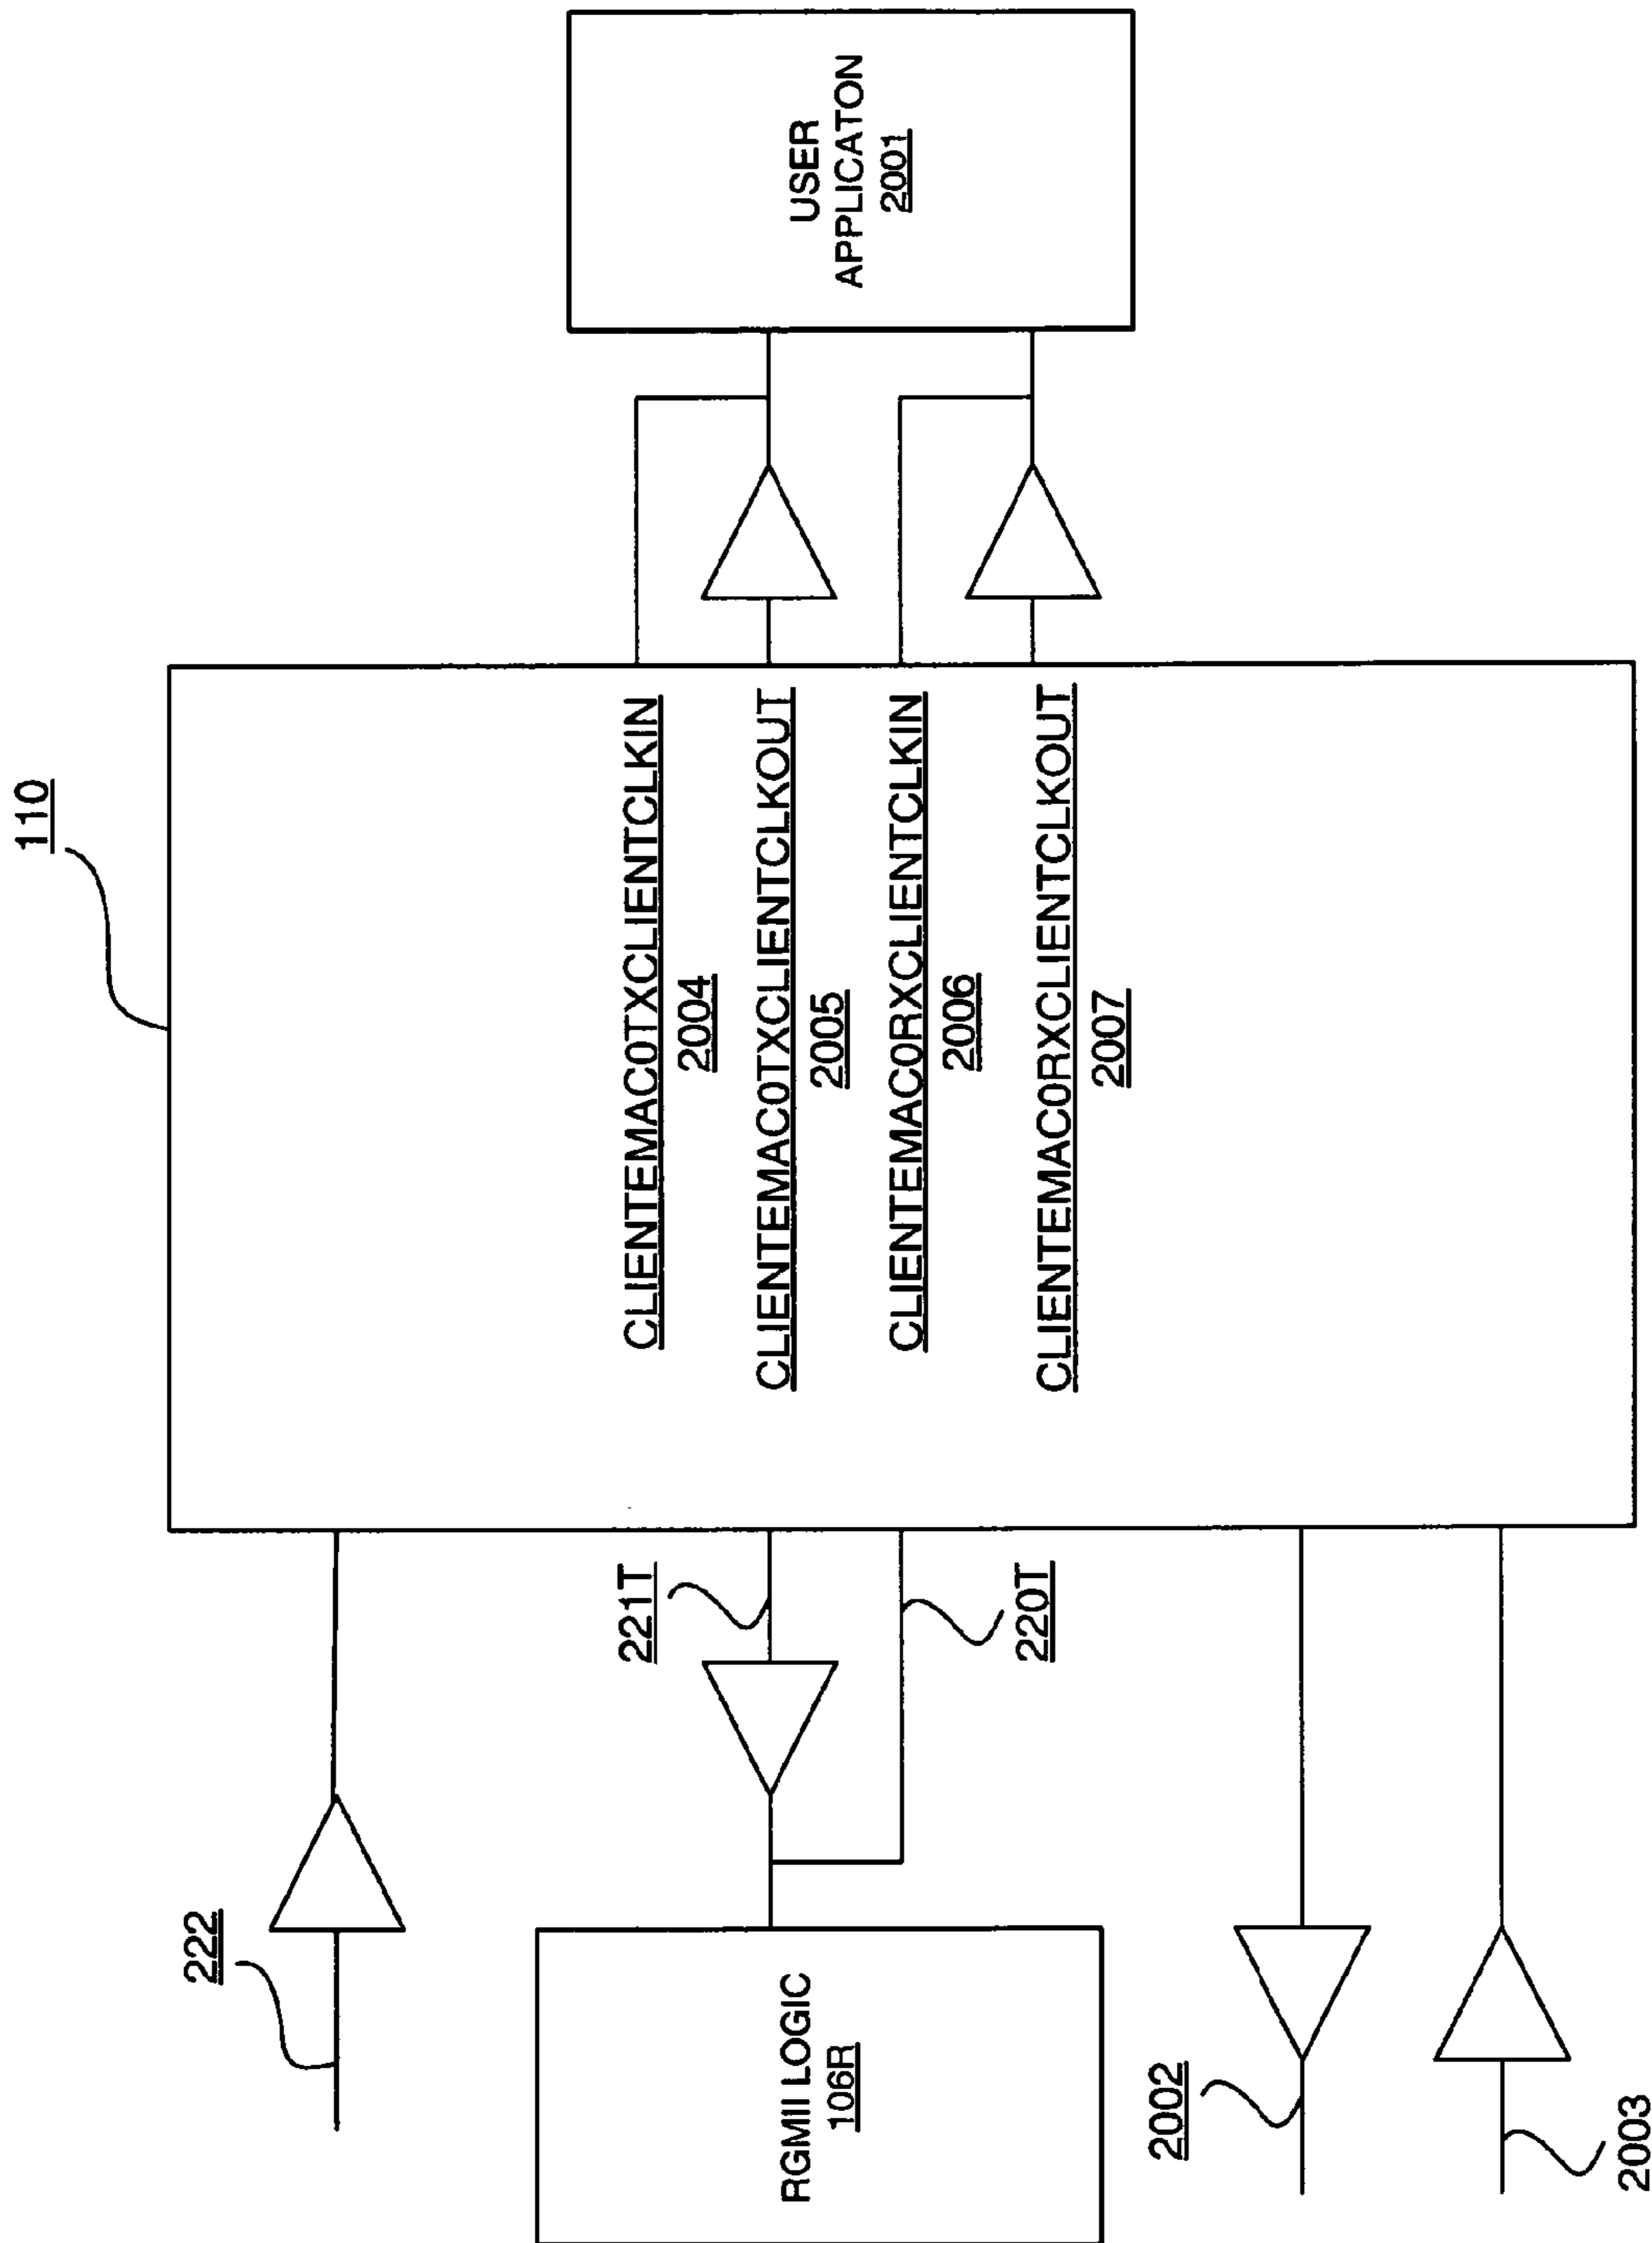 110
222
221T
220T
RGMII LOGIC
106R
2002
2003
CLIENTEMAC0TXCLIENTCLKIN
2004
CLIENTEMAC0TXCLIENTCLKOUT
2005
CLIENTEMAC0RXCLIENTCLKIN
2006
CLIENTEMAC0RXCLIENTCLKOUT
2007
USER
APPLICATON
2001